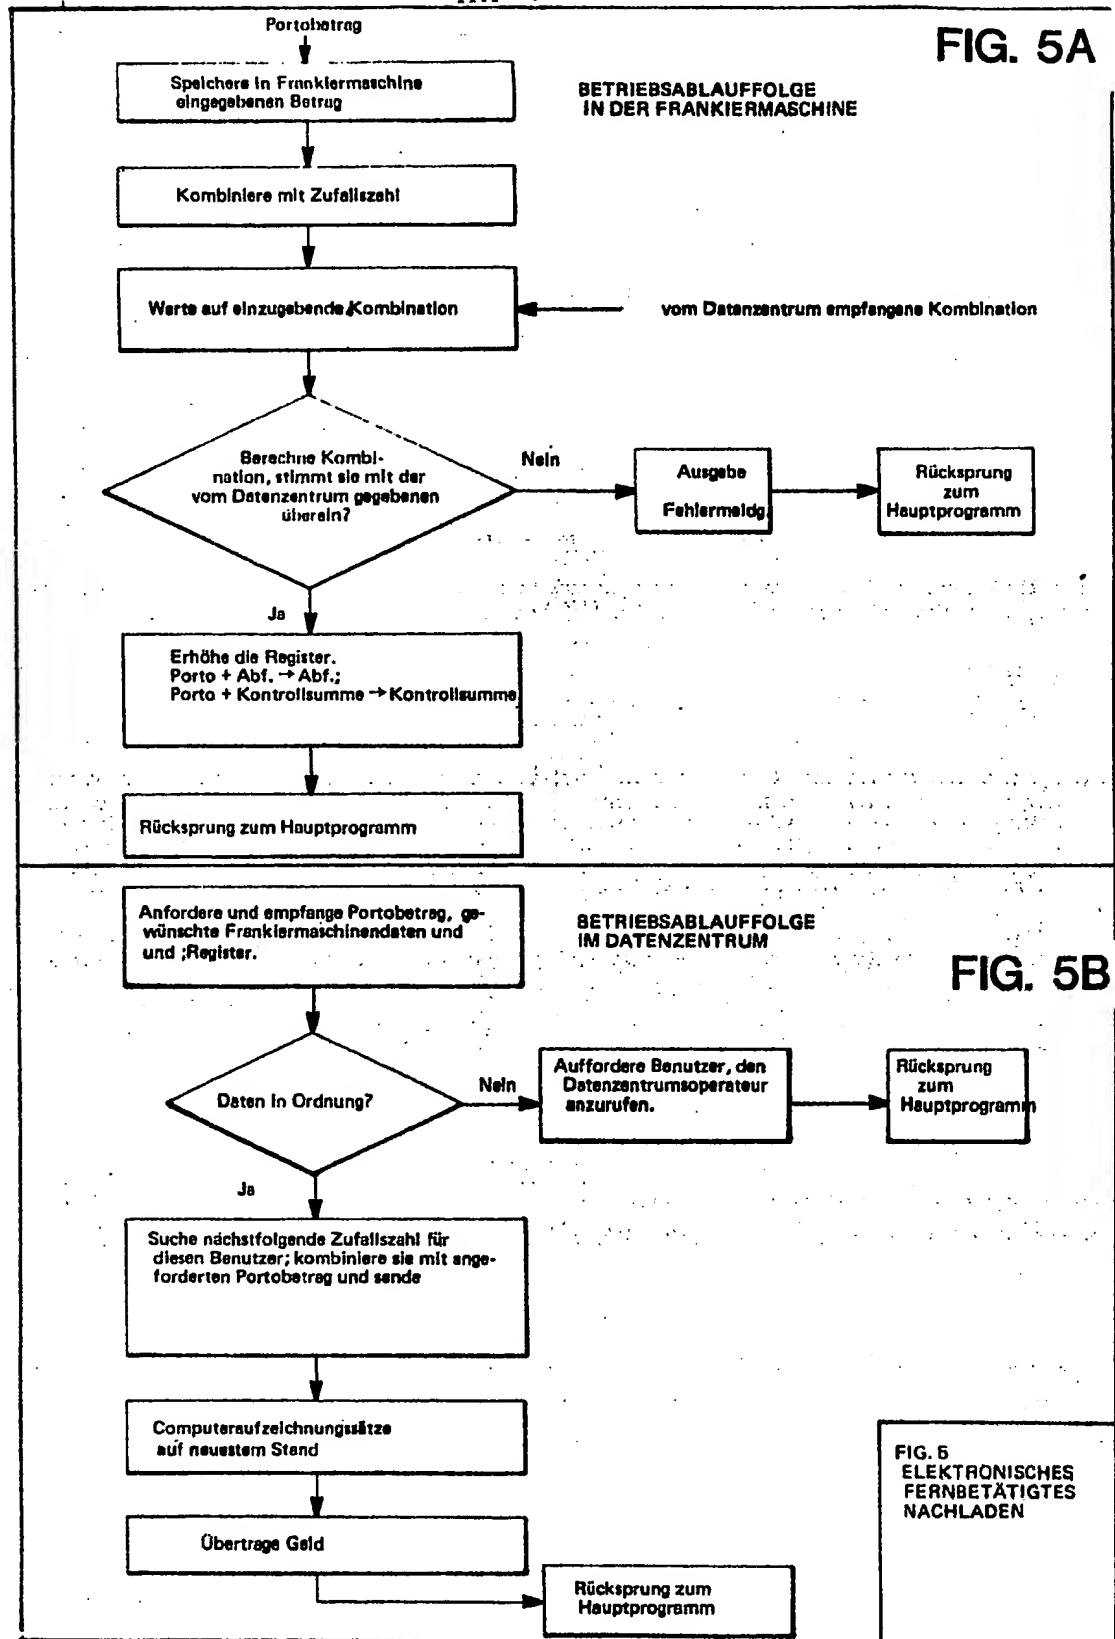 Portobetrag
FIG. 5A
Speichere in Frankiermaschine
eingegebenen Betrag
BETRIEBSABLAUFFOLGE
IN DER FRANKIERMASCHINE
Kombiniere mit Zufallszahl
Warte auf einzugebende Kombination
vom Datenzentrum empfangene Kombination
Berechne Kombi-
nation, stimmt sie mit der
vom Datenzentrum gegebenen
überein?
Nein
Ausgabe
Fehlermeldg.
Rücksprung
zum
Hauptprogramm
Ja
Erhöhe die Register.
Porto + Abf. → Abf.;
Porto + Kontrollsumme → Kontrollsumme
Rücksprung zum Hauptprogramm
Anfordere und empfange Portobetrag, ge-
wünschte Frankiermaschinendaten und
und ;Register.
BETRIEBSABLAUFFOLGE
IM DATENZENTRUM
FIG. 5B
Daten in Ordnung?
Nein
Auffordere Benutzer, den
Datenzentrumsoperateur
anzurufen.
Rücksprung
zum
Hauptprogramm
Ja
Suche nächstfolgende Zufallszahl für
diesen Benutzer; kombiniere sie mit ange-
forderten Portobetrag und sende
Computeraufzeichnungssätze
auf neuestem Stand
Übertrage Geld
Rücksprung zum
Hauptprogramm
FIG. 5
ELEKTRONISCHES
FERNBETÄTIGTES
NACHLADEN